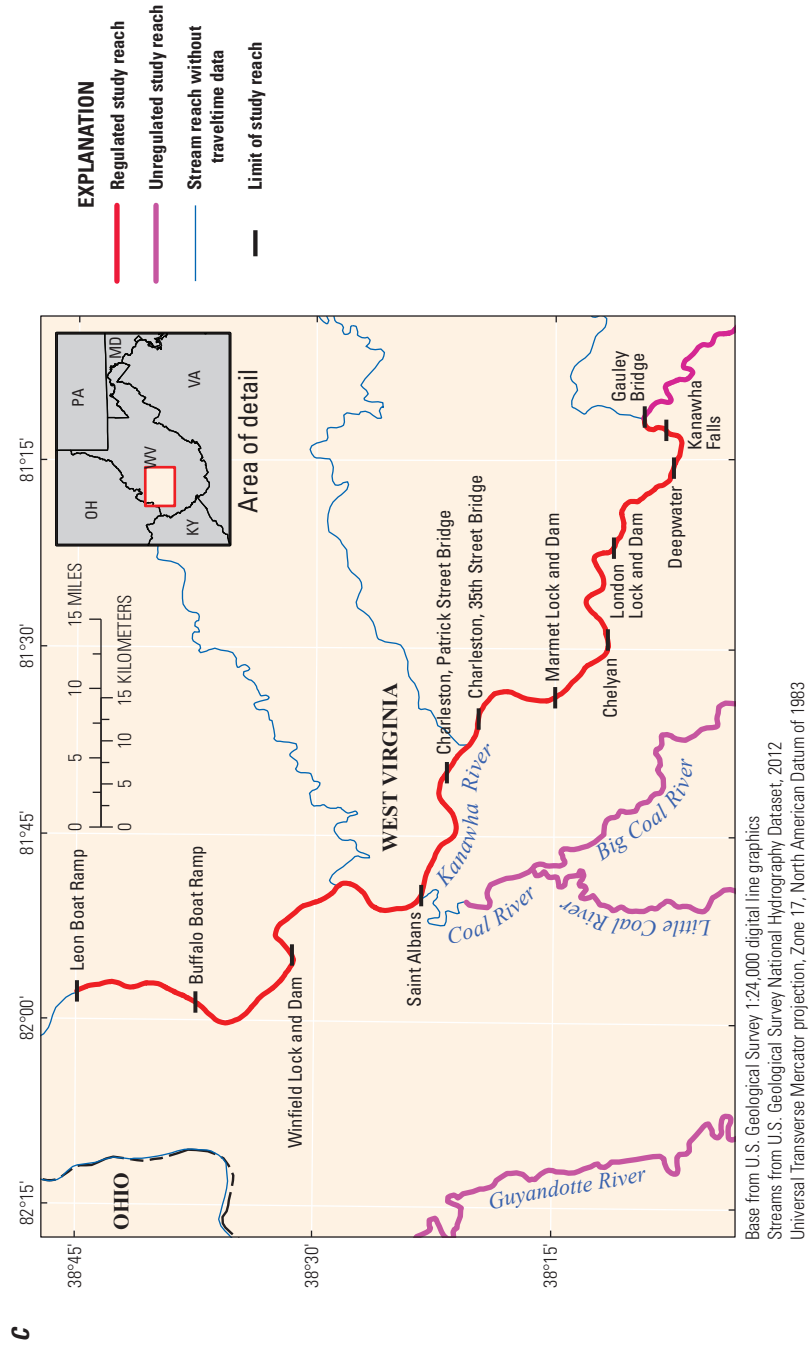 C
82°15'
82°00'
81°45'
81°30'
81°15'
38°45'
38°30'
38°15'
OHIO
Leon Boat Ramp
Buffalo Boat Ramp
Winfield Lock and Dam
Saint Albans
WEST VIRGINIA
Kanawha River
Charleston, Patrick Street Bridge
Charleston, 35th Street Bridge
Marmet Lock and Dam
Chelyan
London
Lock and Dam
Deepwater
Gauley
Bridge
Kanawha
Falls
Coal River
Big Coal River
Little Coal River
Guyandotte River
0 5 10 15 MILES
0 5 10 15 KILOMETERS
OH
PA
MD
WV
VA
KY
Area of detail
EXPLANATION
Regulated study reach
Unregulated study reach
Stream reach without
traveltime data
Limit of study reach
Base from U.S. Geological Survey 1:24,000 digital line graphics
Streams from U.S. Geological Survey National Hydrography Dataset, 2012
Universal Transverse Mercator projection, Zone 17, North American Datum of 1983